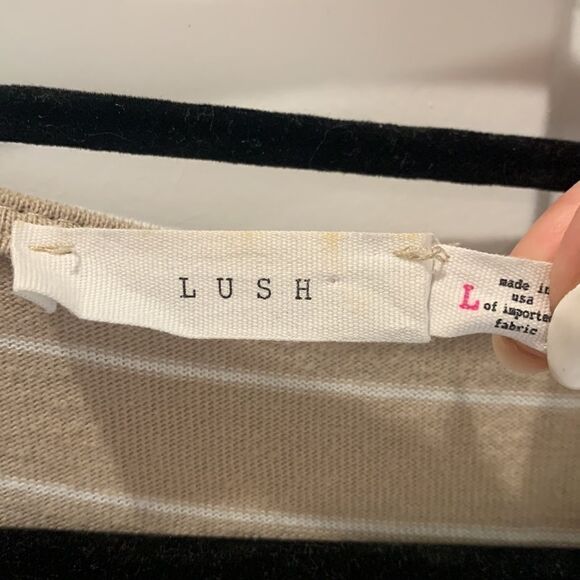 LUSH
L
made in
usa
of imported
fabric